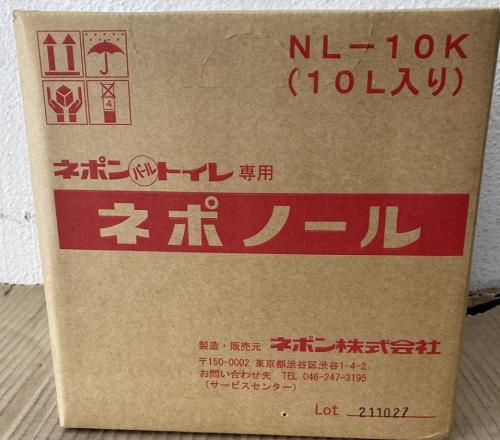 NL-10K
(10L入り)
4
ネポンパールトイレ専用
ネポノール
製造・販売元 ネポン株式会社
〒150-0002 東京都渋谷区渋谷1-4-2
お問い合わせ先 TEL 046-247-3195
(サービスセンター)
Lot 211027